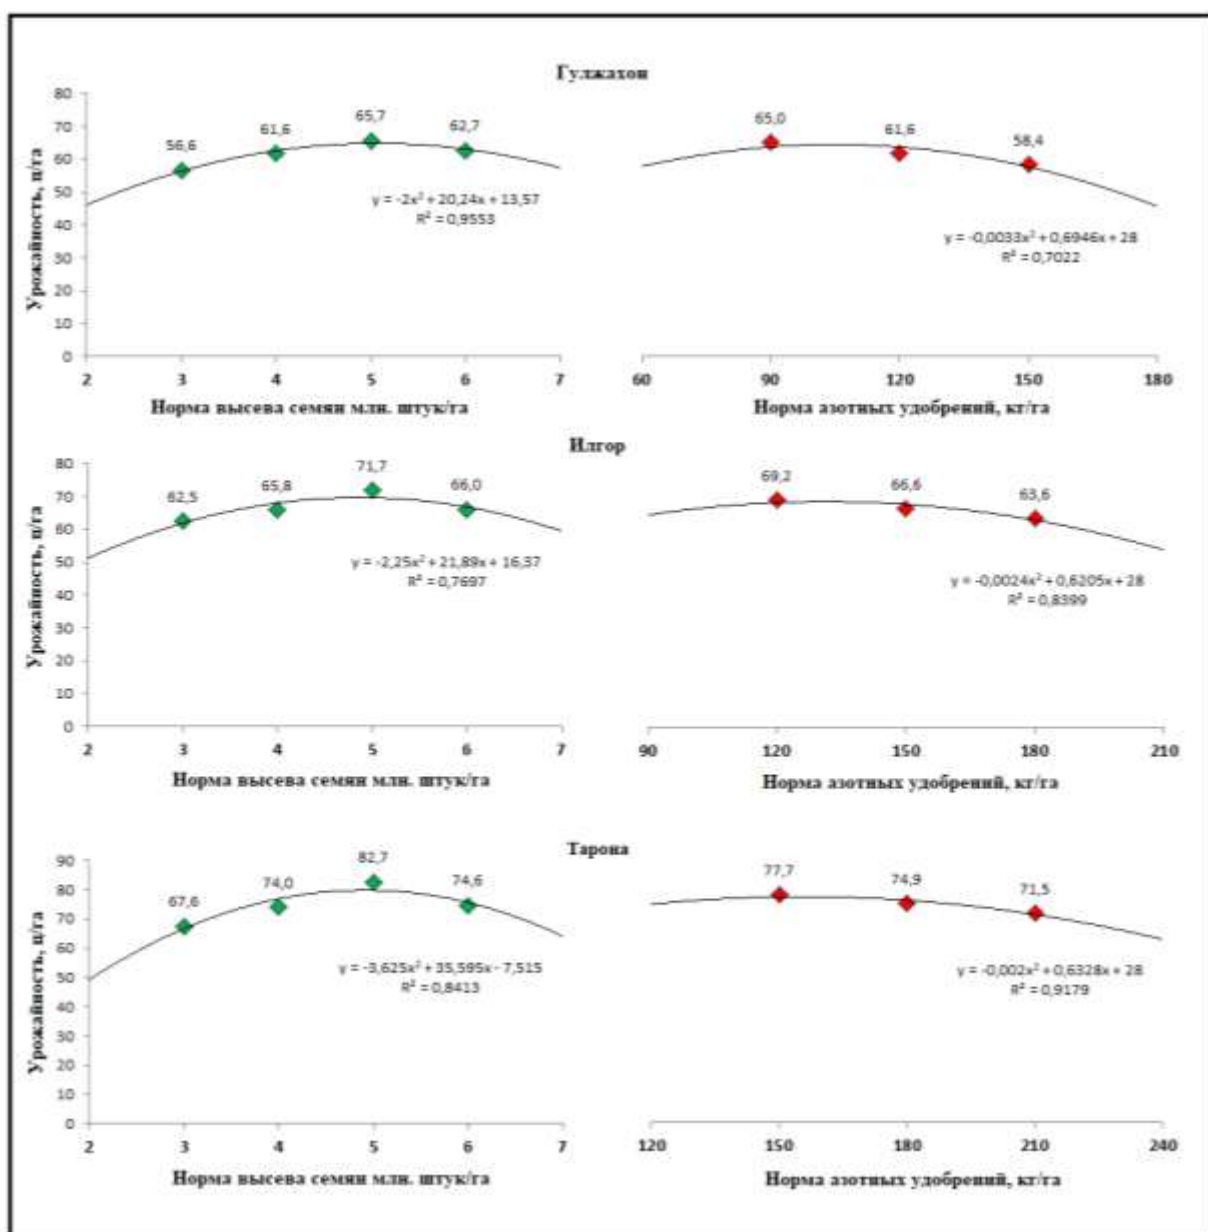 Гулжахон
80
70
60
50
40
30
20
10
0
Урожайность, ц/га
56,6
61,6
65,7
62,7
y = -2x² + 20,24x + 13,57
R² = 0,9553
2 3 4 5 6 7
Норма высева семян млн. штук/га
65,0
61,6
58,4
y = -0,0033x² + 0,6946x + 28
R² = 0,7022
60 90 120 150 180
Норма азотных удобрений, кг/га
Илгор
80
70
60
50
40
30
20
10
0
Урожайность, ц/га
62,5
65,8
71,7
66,0
y = -2,25x² + 21,89x + 16,37
R² = 0,7697
2 3 4 5 6 7
Норма высева семян млн. штук/га
69,2
66,6
63,6
y = -0,0024x² + 0,6205x + 28
R² = 0,8399
90 120 150 180 210
Норма азотных удобрений, кг/га
Тарона
90
80
70
60
50
40
30
20
10
0
Урожайность, ц/га
67,6
74,0
82,7
74,6
y = -3,625x² + 35,595x - 7,515
R² = 0,8413
2 3 4 5 6 7
Норма высева семян млн. штук/га
77,7
74,9
71,5
y = -0,002x² + 0,6328x + 28
R² = 0,9179
120 150 180 210 240
Норма азотных удобрений, кг/га